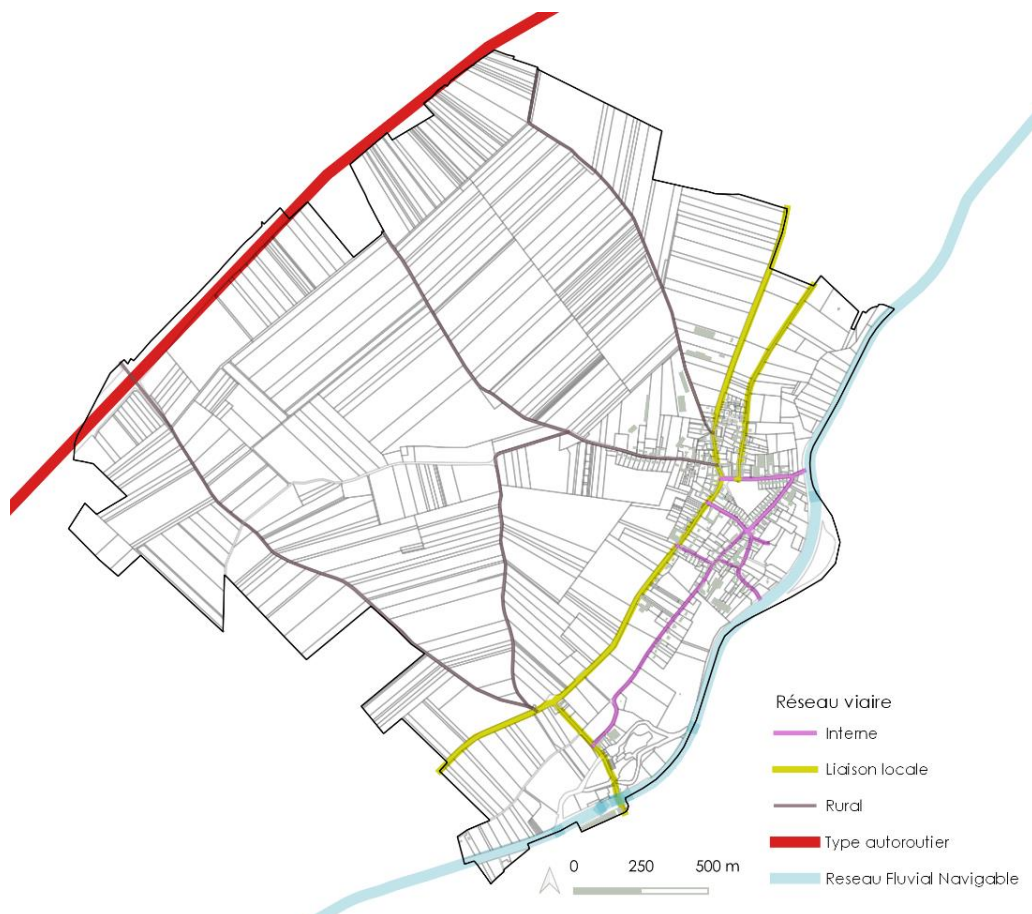 Réseau viaire
Interne
Liaison locale
Rural
Type autoroutier
Reseau Fluvial Navigable
0 250 500 m